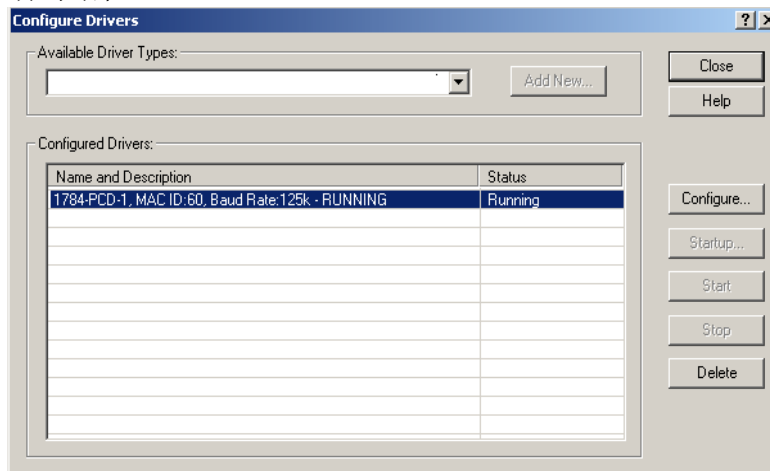 Configure Drivers
Available Driver Types:
Add New...
Close
Help
Configured Drivers:
Name and Description Status
1784-PCD-1, MAC ID:60, Baud Rate:125k - RUNNING Running
Configure...
Startup...
Start
Stop
Delete